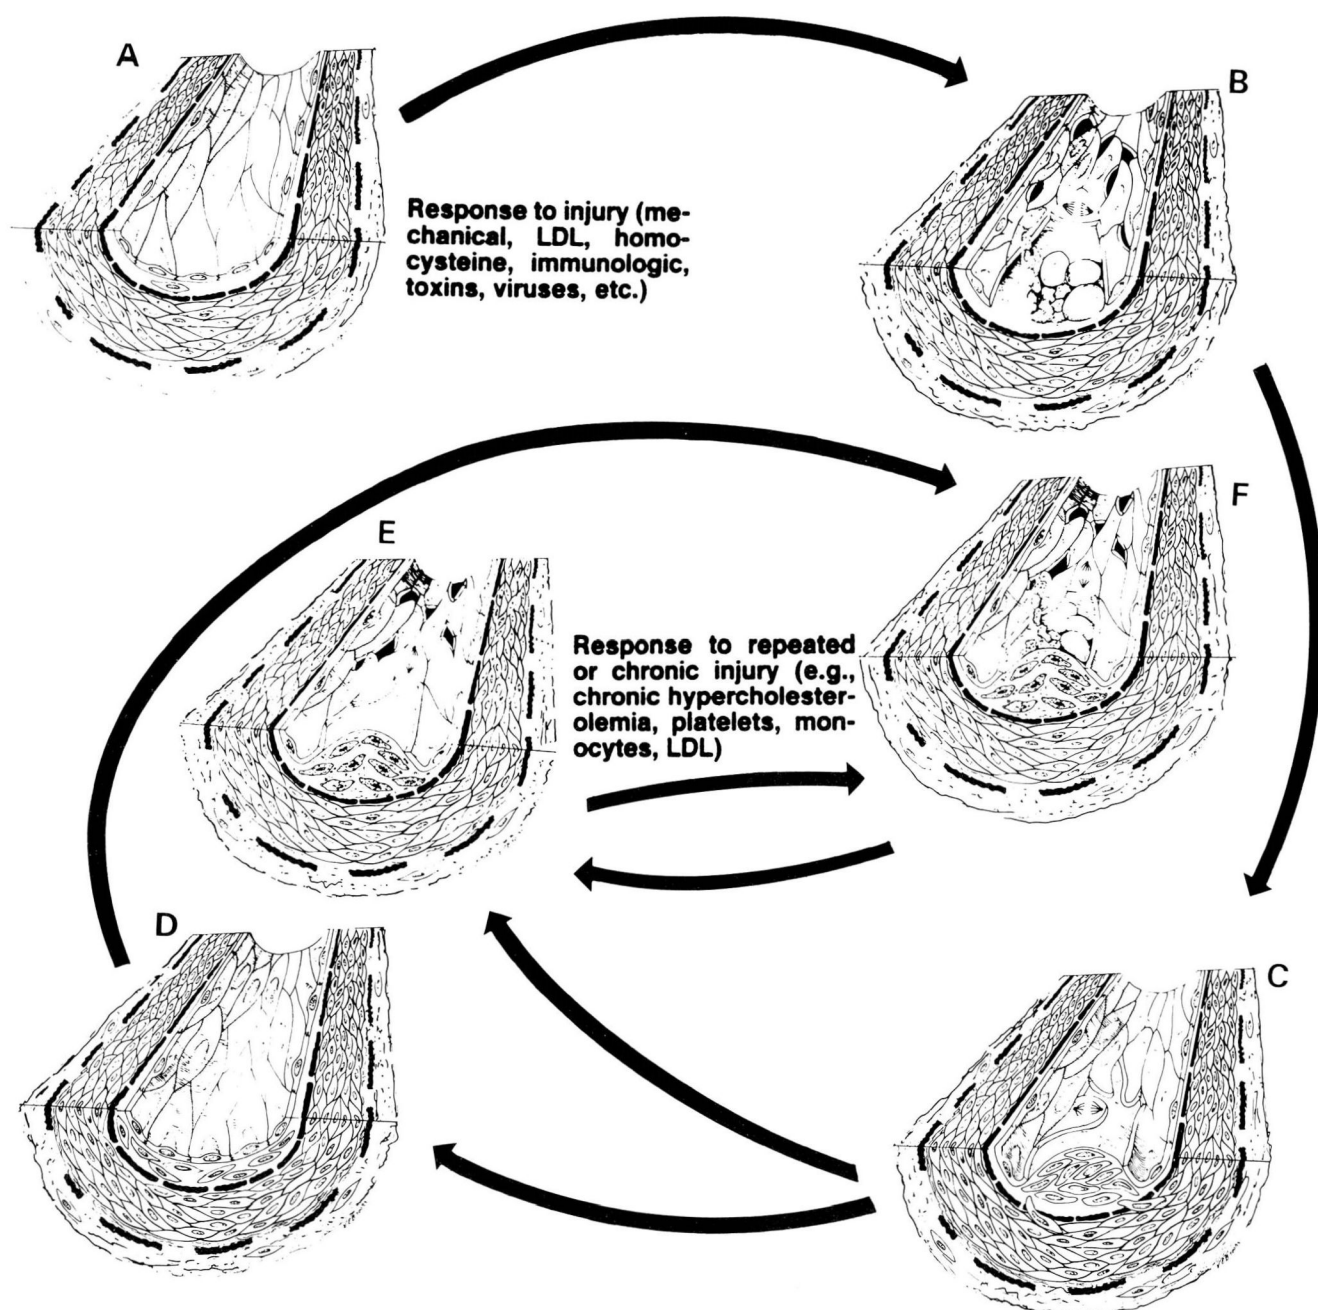 A
B
Response to injury (me-
chanical, LDL, homo-
cysteine, immunologic,
toxins, viruses, etc.)
E
F
Response to repeated
or chronic injury (e.g.,
chronic hypercholester-
olemia, platelets, mon-
ocytes, LDL)
D
C